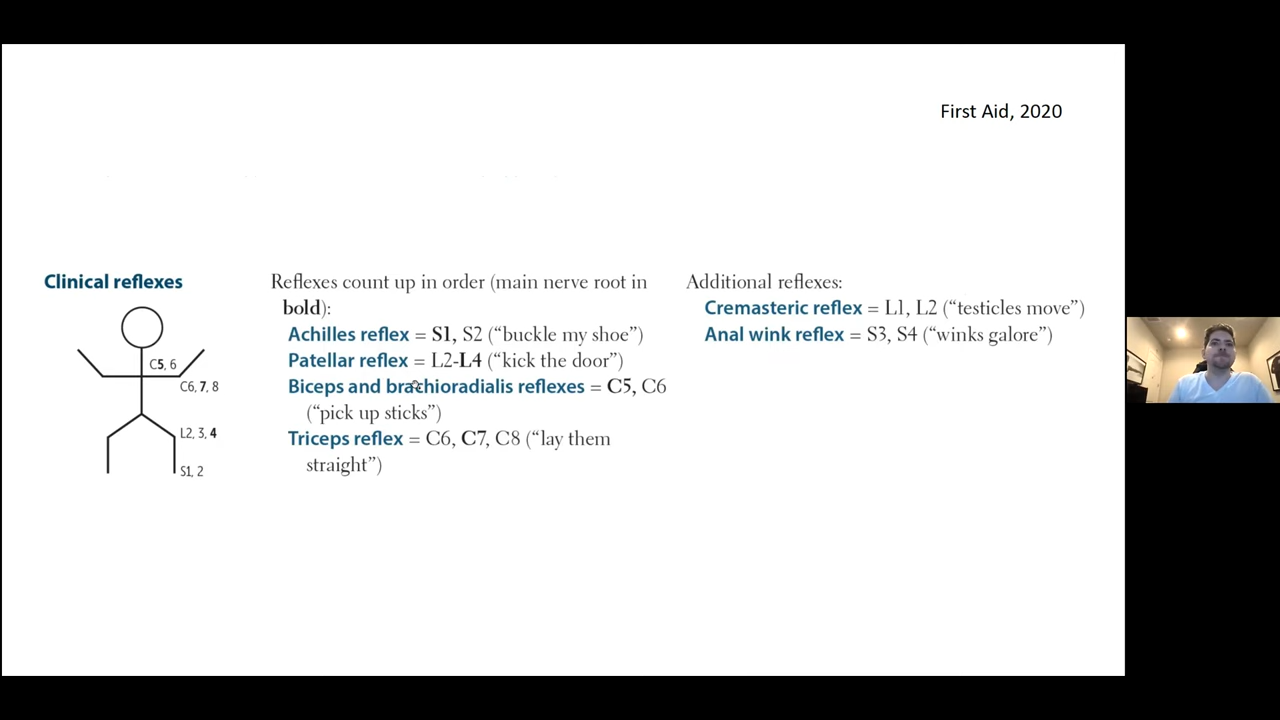 First Aid, 2020
Clinical reflexes
C5, 6
C6, 7, 8
L2, 3, 4
S1, 2
Reflexes count up in order (main nerve root in
bold):
Achilles reflex = S1, S2 (“buckle my shoe”)
Patellar reflex = L2-L4 (“kick the door”)
Biceps and brachioradialis reflexes = C5, C6
(“pick up sticks”)
Triceps reflex = C6, C7, C8 (“lay them
straight”)
Additional reflexes:
Cremasteric reflex = L1, L2 (“testicles move”)
Anal wink reflex = S3, S4 (“winks galore”)